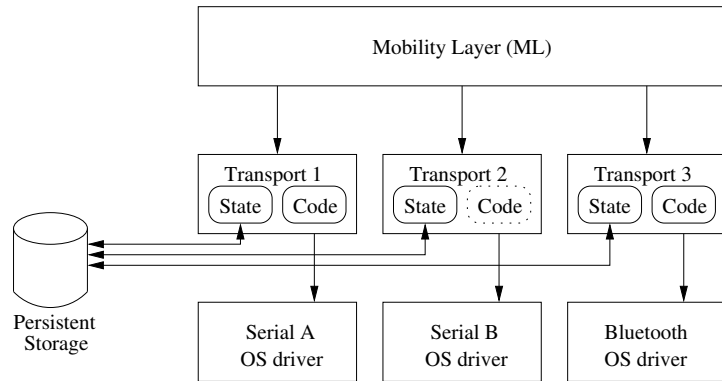 Mobility Layer (ML)
Transport 1
State
Code
Transport 2
State
Code
Transport 3
State
Code
Persistent
Storage
Serial A
OS driver
Serial B
OS driver
Bluetooth
OS driver